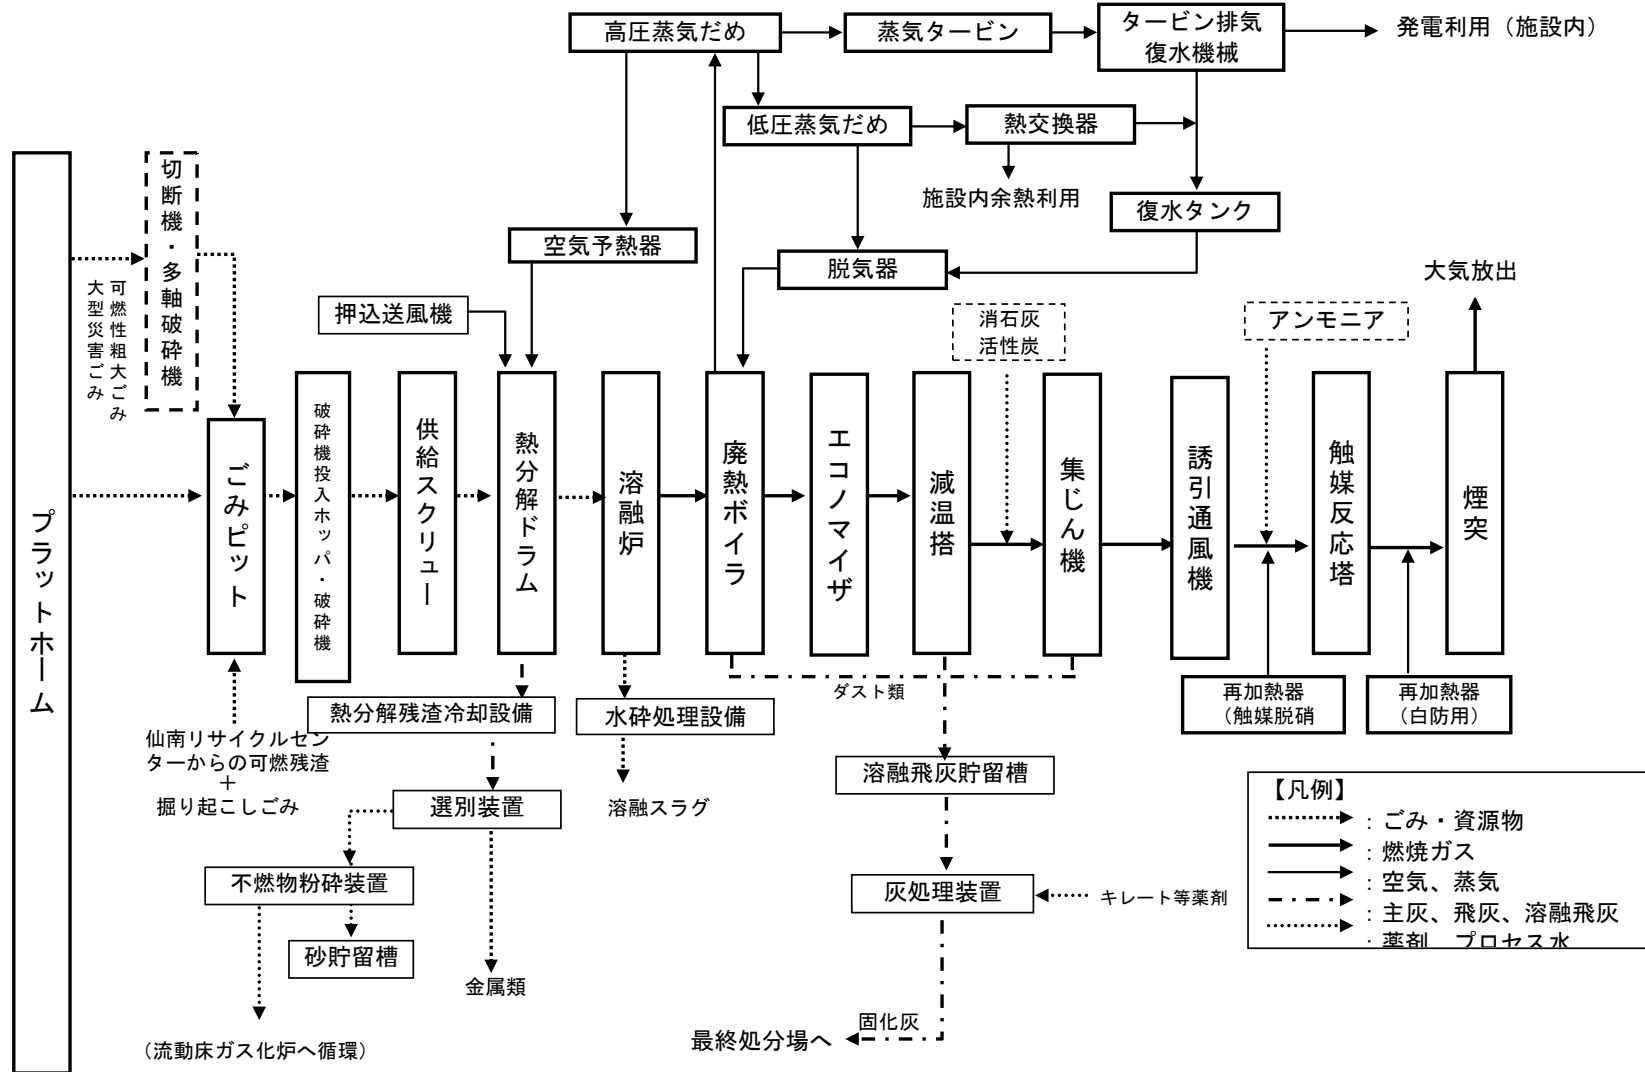 高圧蒸気だめ
蒸気タービン
タービン排気
復水機械
発電利用（施設内）
低圧蒸気だめ
熱交換器
施設内余熱利用
復水タンク
空気予熱器
脱気器
大気放出
押込送風機
消石灰
活性炭
アンモニア
プラットホーム
切断機・多軸破砕機
可燃性粗大ごみ
大型災害ごみ
ごみピット
破砕機投入ホッパ・破砕機
供給スクリュー
熱分解ドラム
溶融炉
廃熱ボイラ
エコノマイザ
減温搭
集じん機
誘引通風機
触媒反応塔
煙突
ダスト類
再加熱器
（触媒脱硝
再加熱器
（白防用）
熱分解残渣冷却設備
水砕処理設備
仙南リサイクルセン
ターからの可燃残渣
＋
掘り起こしごみ
選別装置
溶融スラグ
溶融飛灰貯留槽
不燃物粉砕装置
灰処理装置
キレート等薬剤
砂貯留槽
金属類
固化灰
最終処分場へ
（流動床ガス化炉へ循環）
【凡例】
：ごみ・資源物
：燃焼ガス
：空気、蒸気
：主灰、飛灰、溶融飛灰
：薬剤、プロセス水